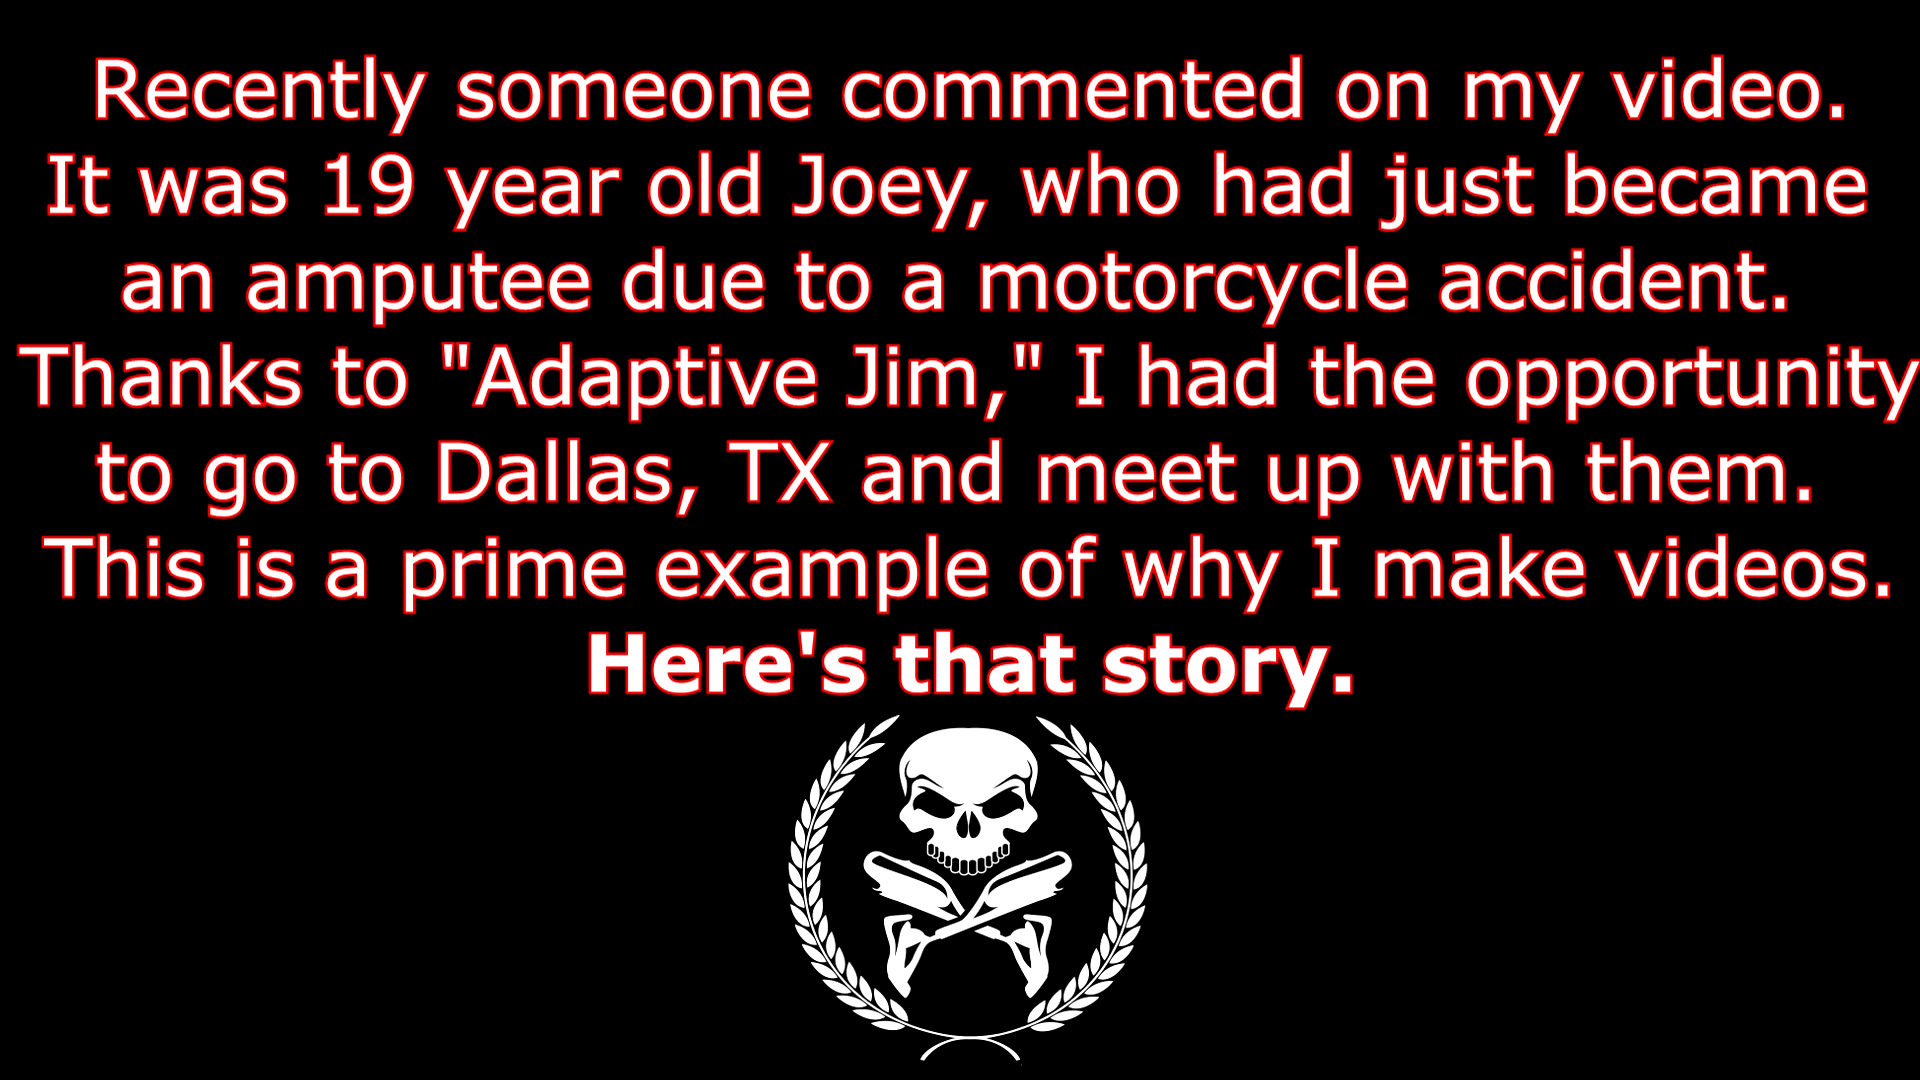 Recently someone commented on my video.
It was 19 year old Joey, who had just became
an amputee due to a motorcycle accident.
Thanks to "Adaptive Jim," I had the opportunity
to go to Dallas, TX and meet up with them.
This is a prime example of why I make videos.
Here's that story.